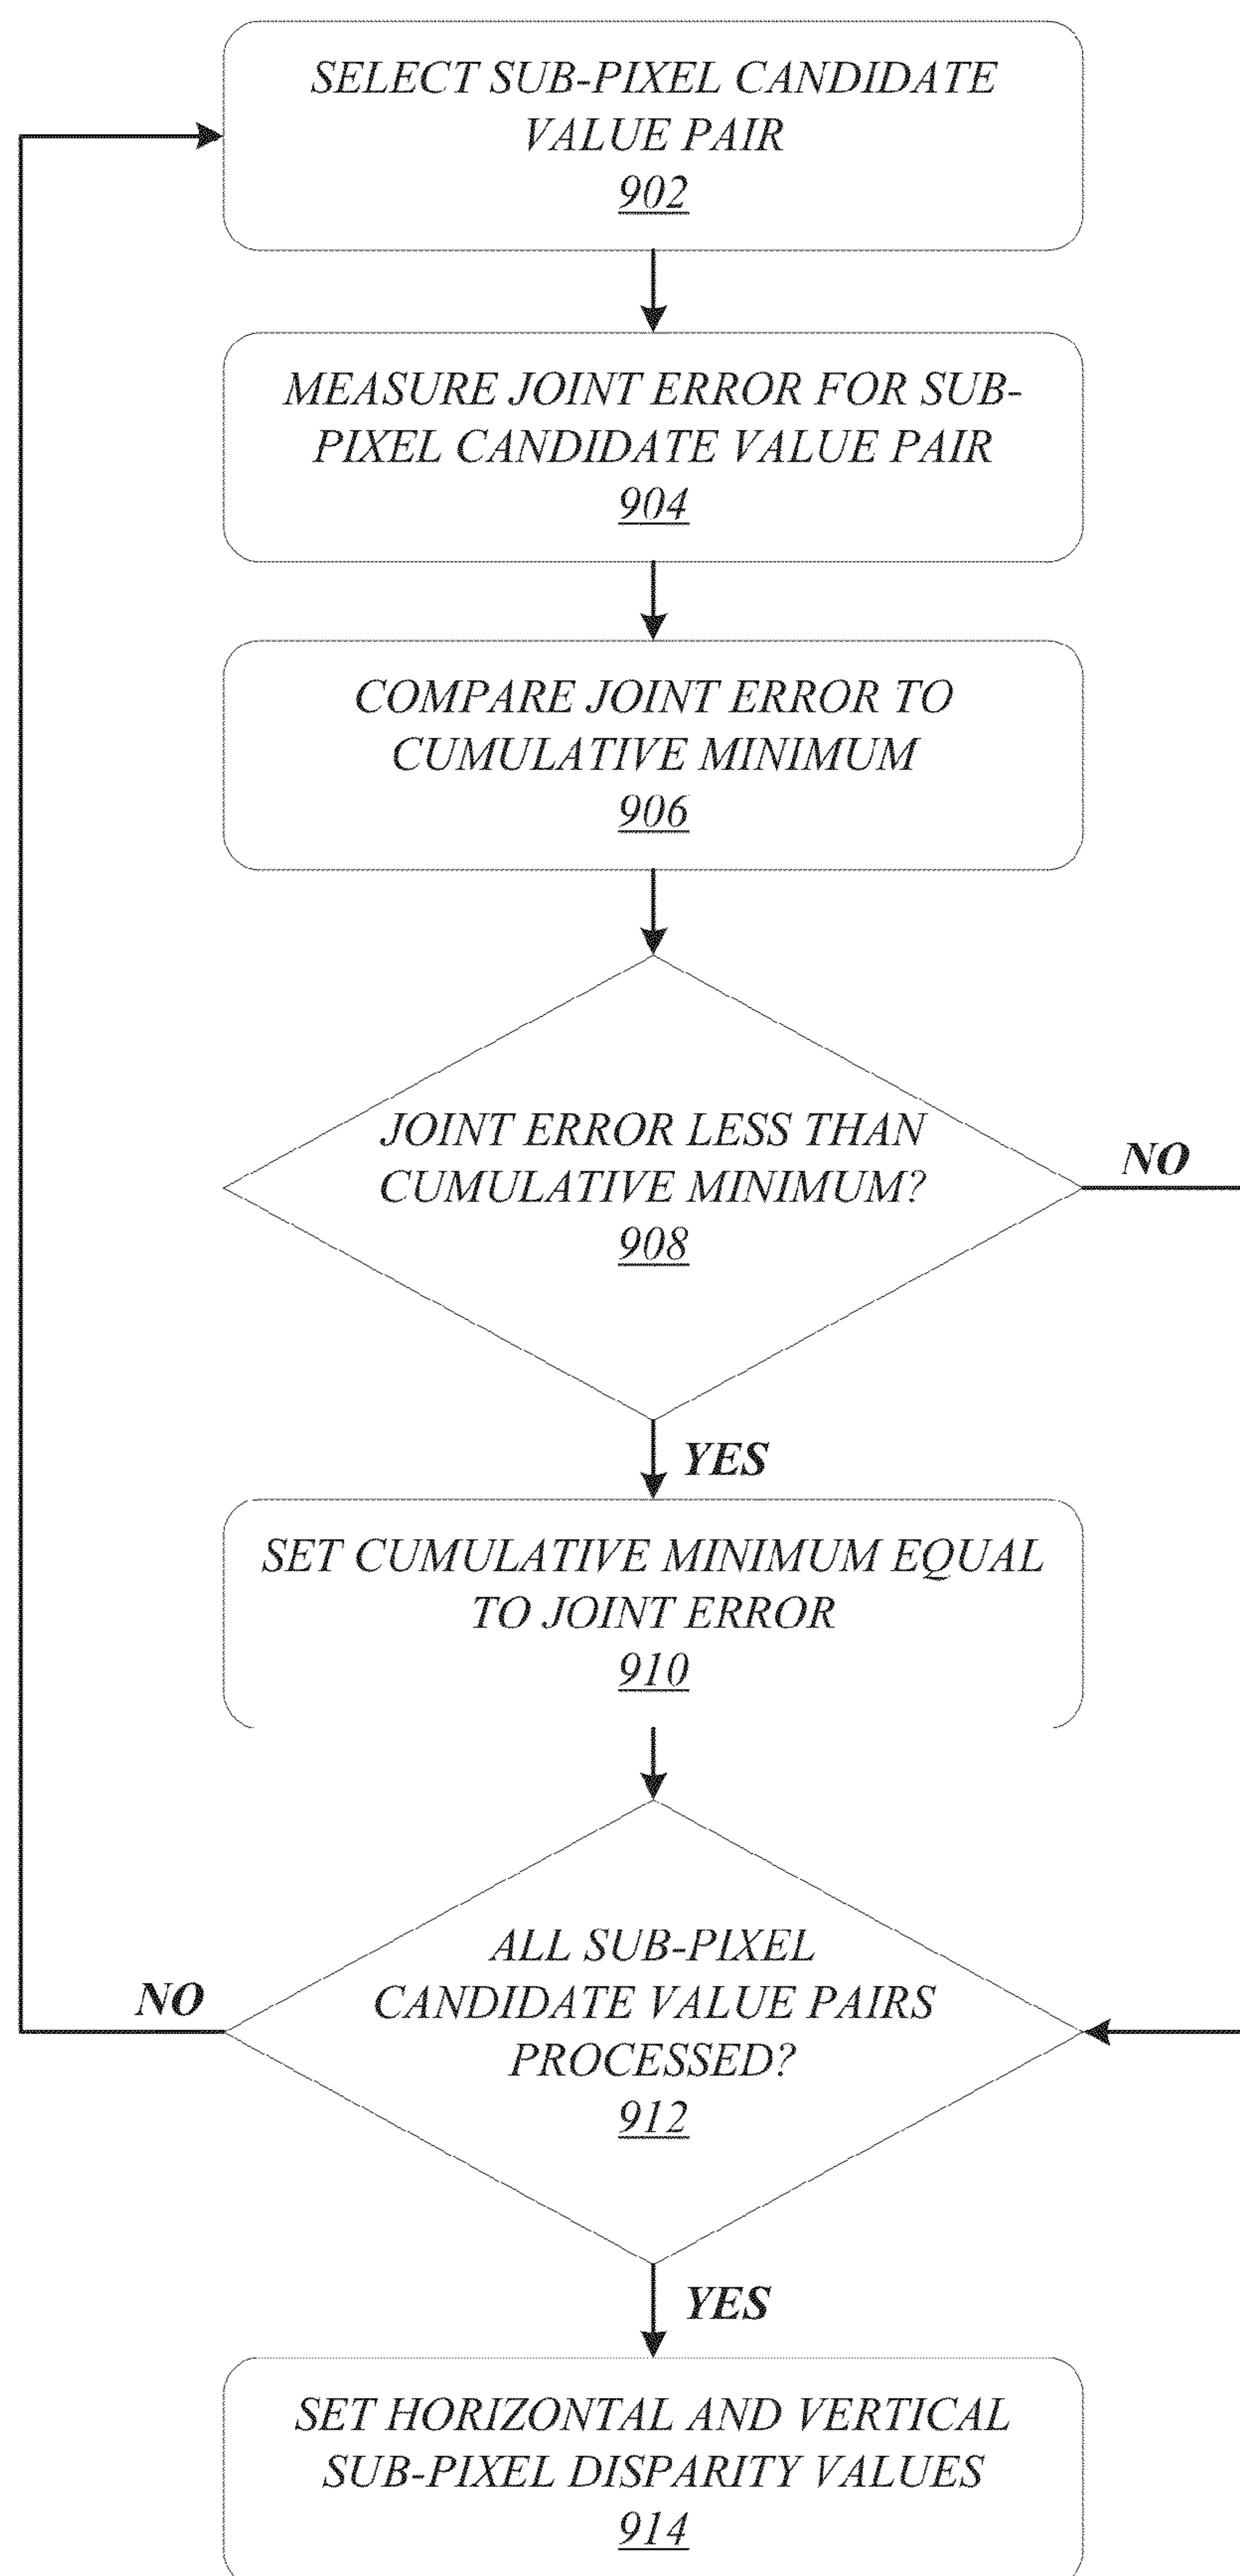 SELECT SUB-PIXEL CANDIDATE
VALUE PAIR
902
MEASURE JOINT ERROR FOR SUB-
PIXEL CANDIDATE VALUE PAIR
904
COMPARE JOINT ERROR TO
CUMULATIVE MINIMUM
906
JOINT ERROR LESS THAN
CUMULATIVE MINIMUM?
908
NO
YES
SET CUMULATIVE MINIMUM EQUAL
TO JOINT ERROR
910
ALL SUB-PIXEL
CANDIDATE VALUE PAIRS
PROCESSED?
912
NO
YES
SET HORIZONTAL AND VERTICAL
SUB-PIXEL DISPARITY VALUES
914